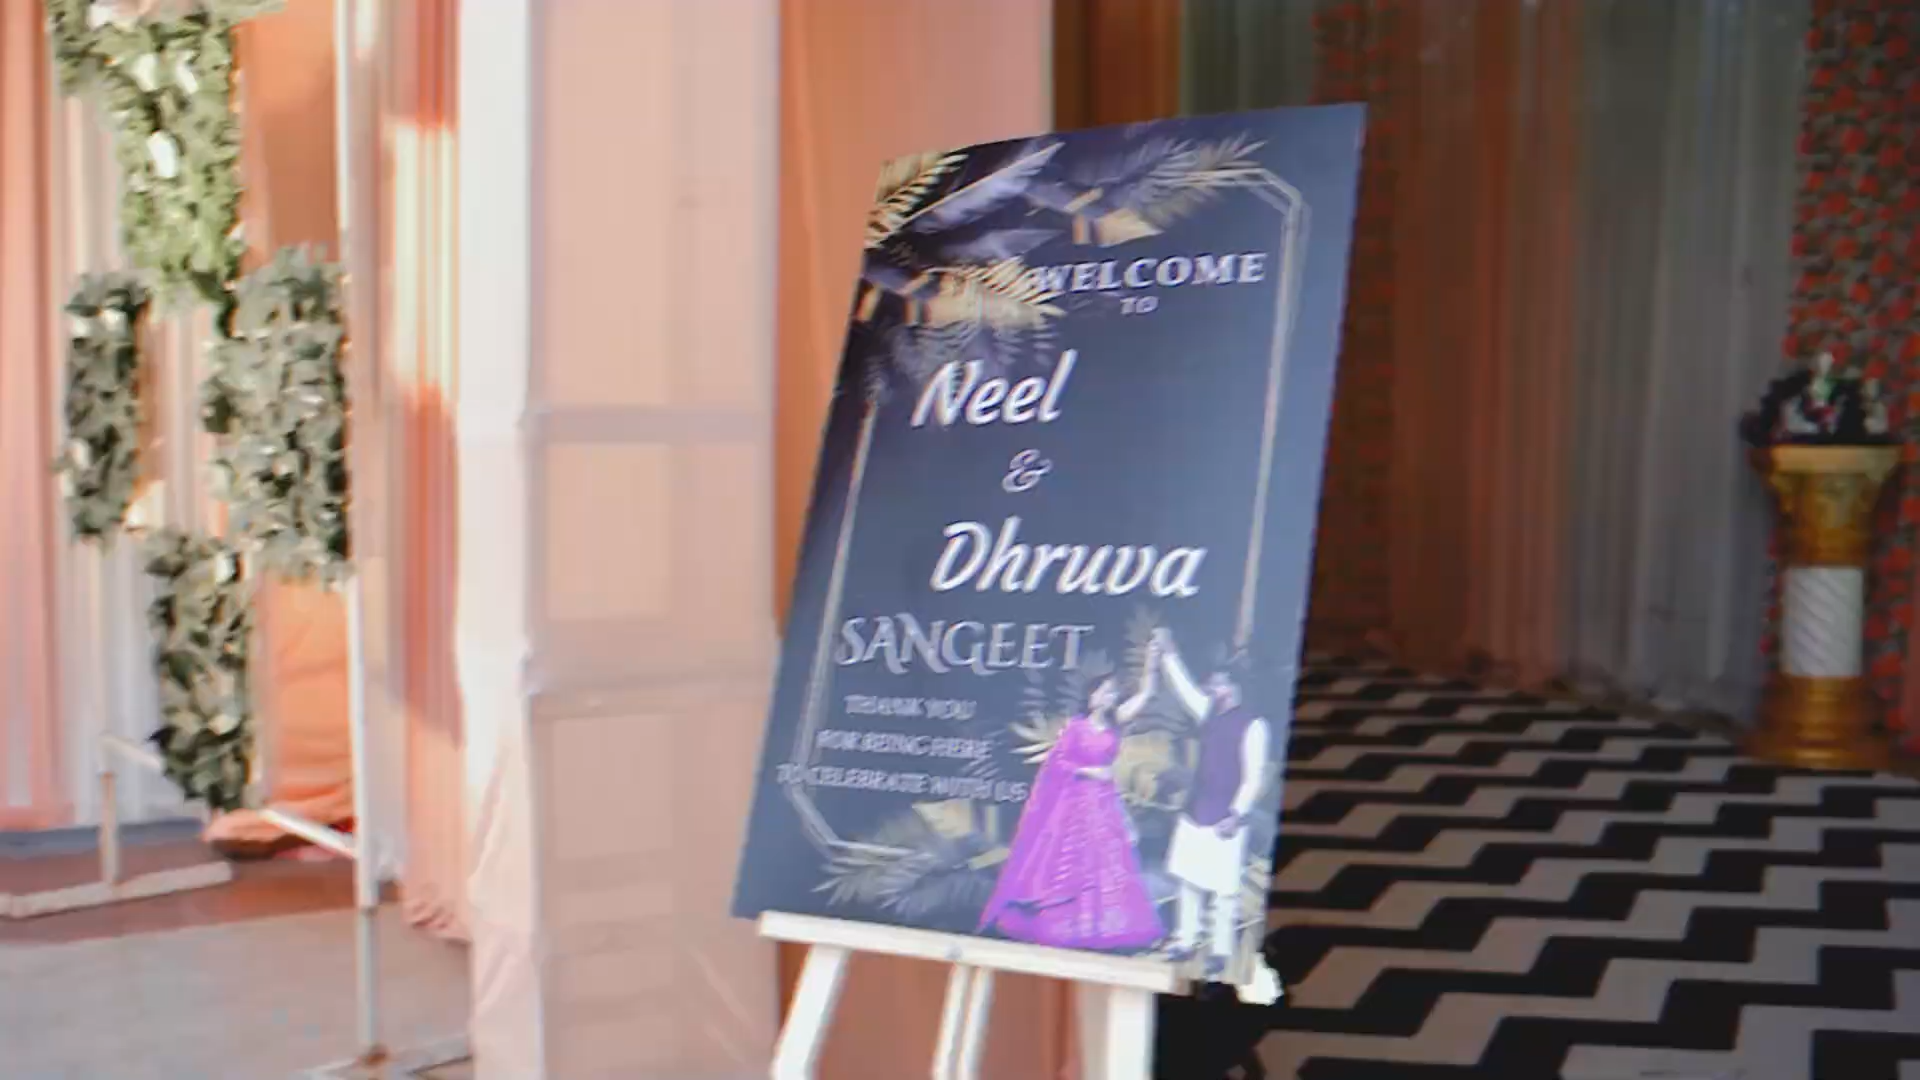 WELCOME
TO
Neel
&
Dhruva
SANGEET
THANK YOU
FOR BEING HERE
TO CELEBRATE WITH US